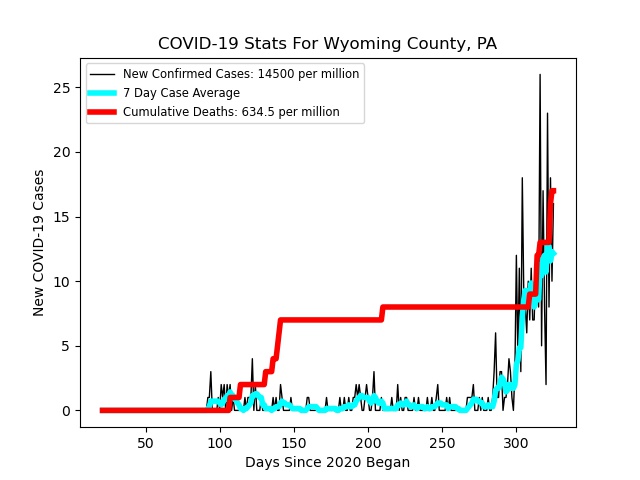 COVID-19 Stats For Wyoming County, PA
New Confirmed Cases: 14500 per million
7 Day Case Average
Cumulative Deaths: 634.5 per million
New COVID-19 Cases
25
20
15
10
5
0
50 100 150 200 250 300
Days Since 2020 Began